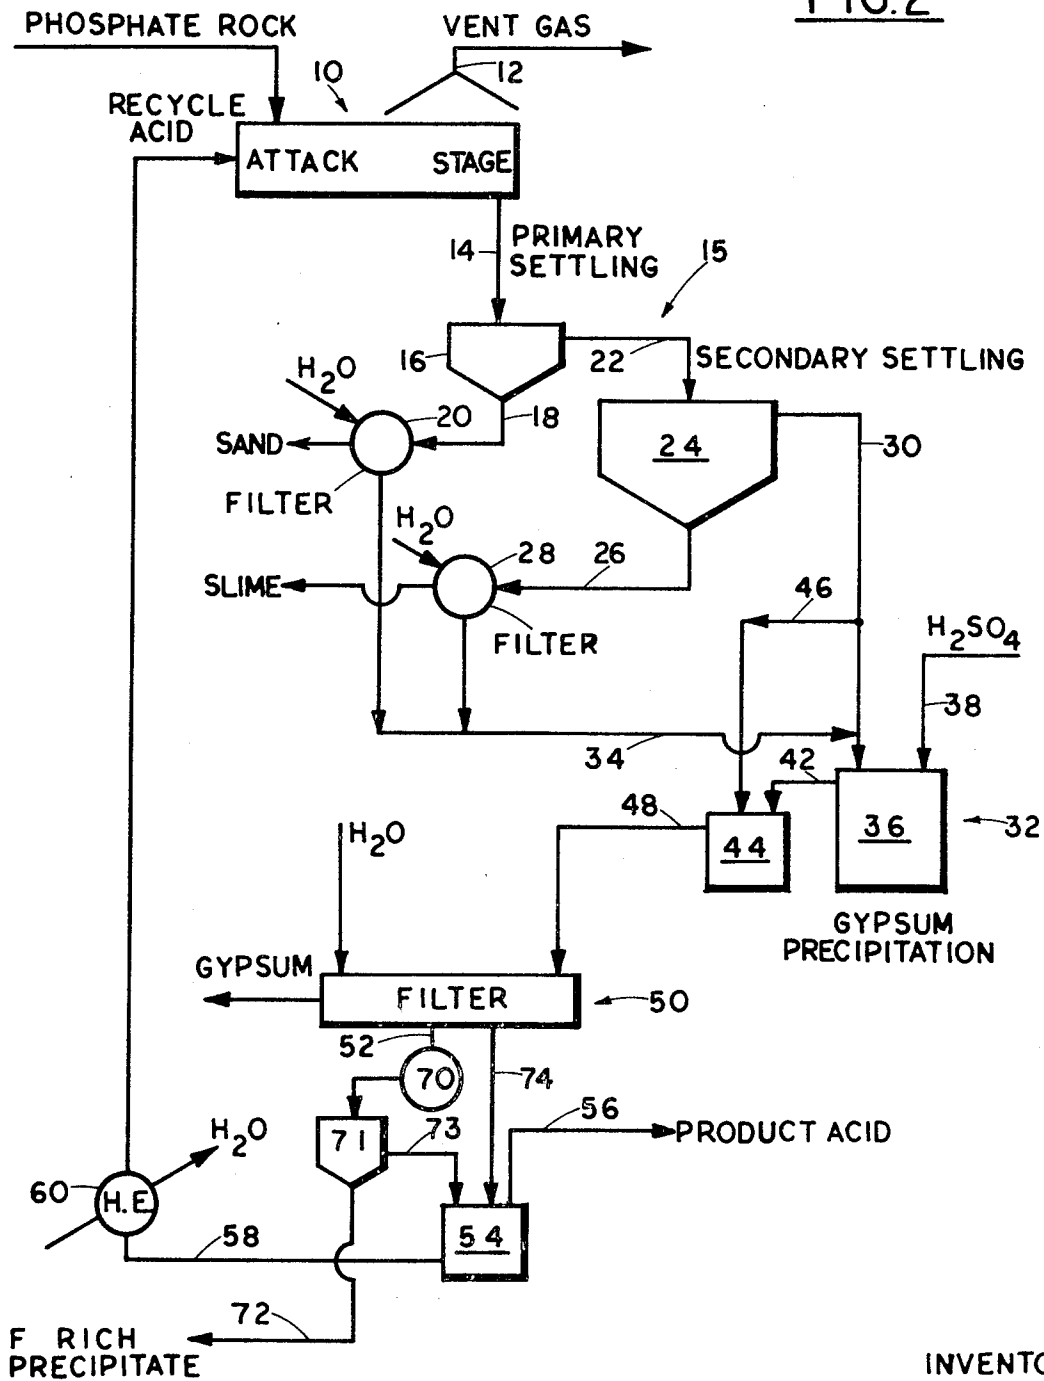 FIG.2
PHOSPHATE ROCK
VENT GAS
12
10
RECYCLE
ACID
ATTACK STAGE
14
PRIMARY
SETTLING
15
16
22
SECONDARY SETTLING
H2O
20
18
SAND
24
30
FILTER
H2O
28
26
SLIME
46
FILTER
H2SO4
38
34
42
48
H2O
44
36
32
GYPSUM
PRECIPITATION
GYPSUM
FILTER
50
52
70
74
56
71
73
PRODUCT ACID
H2O
60
H.E.
58
54
72
F RICH
PRECIPITATE
INVENTO